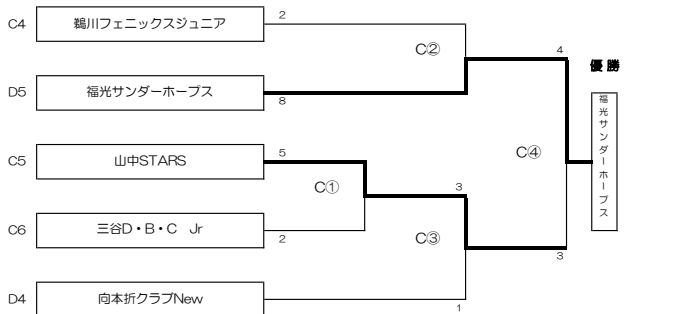 C4 鵜川フェニックスジュニア 2
C② 4
優勝
D5 福光サンダーホープス 8
福光サンダーホープス
C5 山中STARS 5
C④
C① 3
C6 三谷D・B・C Jr 2
C③ 3
D4 向本折クラブNew 1